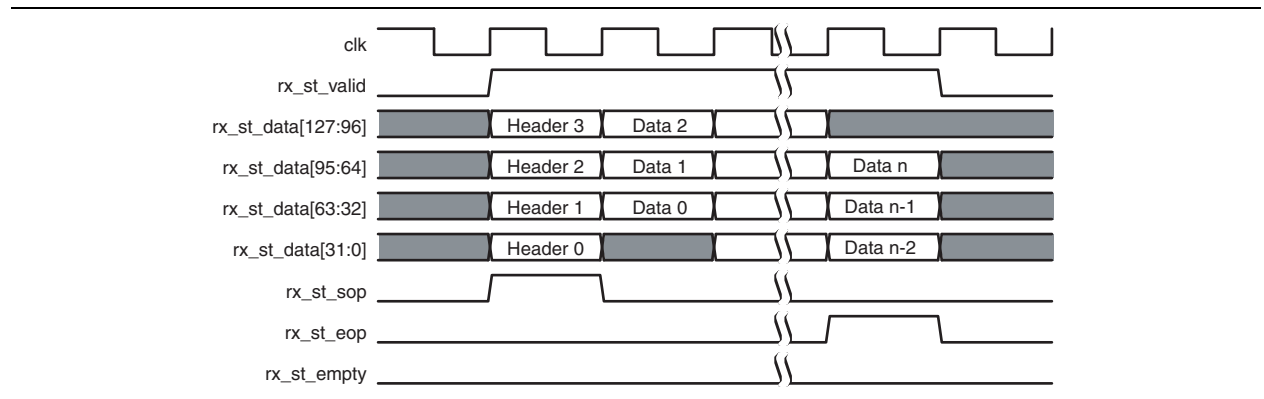 clk
rx_st_valid
rx_st_data[127:96] Header 3 Data 2
rx_st_data[95:64] Header 2 Data 1 Data n
rx_st_data[63:32] Header 1 Data 0 Data n-1
rx_st_data[31:0] Header 0 Data n-2
rx_st_sop
rx_st_eop
rx_st_empty